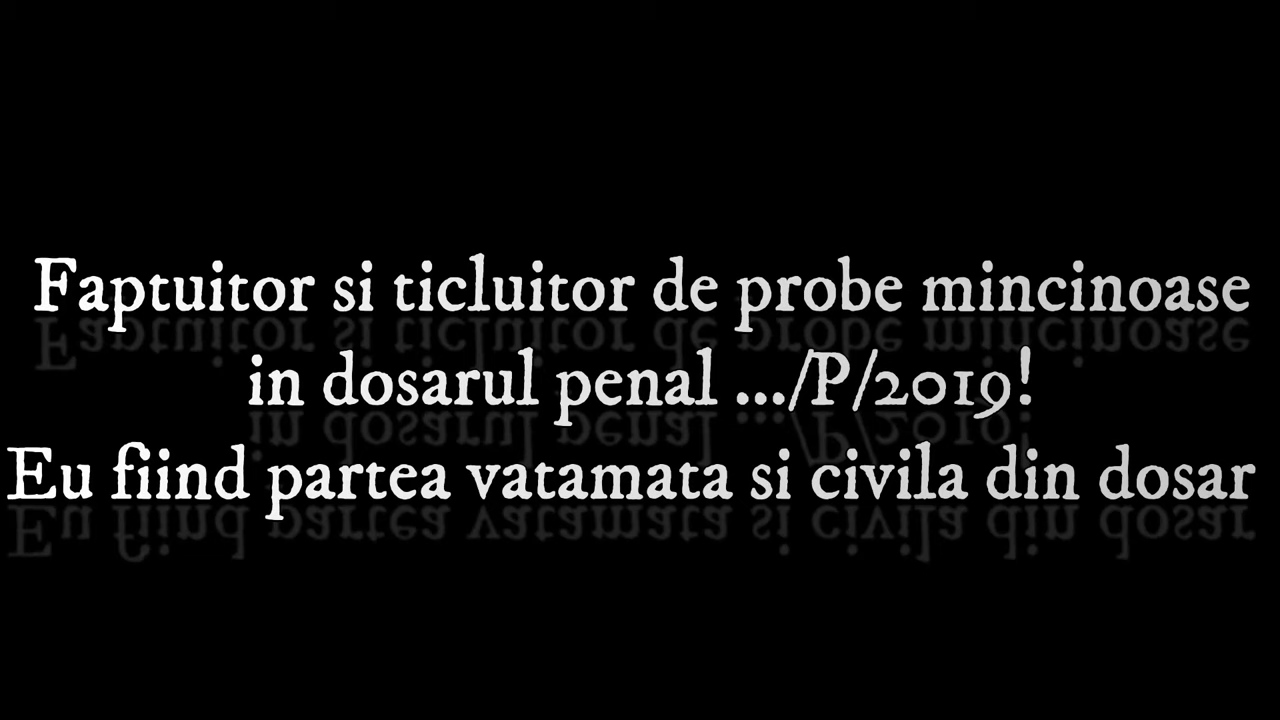 Faptuitor si ticluitor de probe mincinoase
in dosarul penal .../P/2019!
Eu fiind partea vatamata si civila din dosar